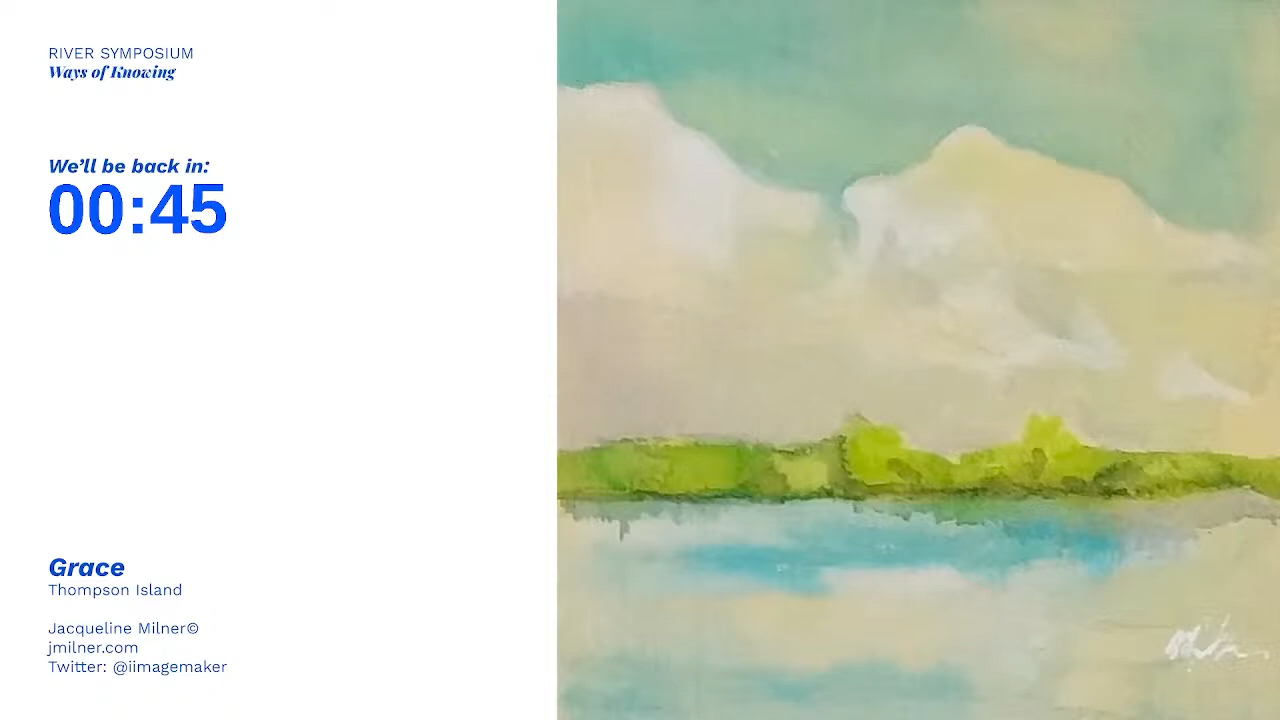 RIVER SYMPOSIUM
Ways of Knowing
We'll be back in:
00:45
Grace
Thompson Island
Jacqueline Milner©
jmilner.com
Twitter: @iimagemaker